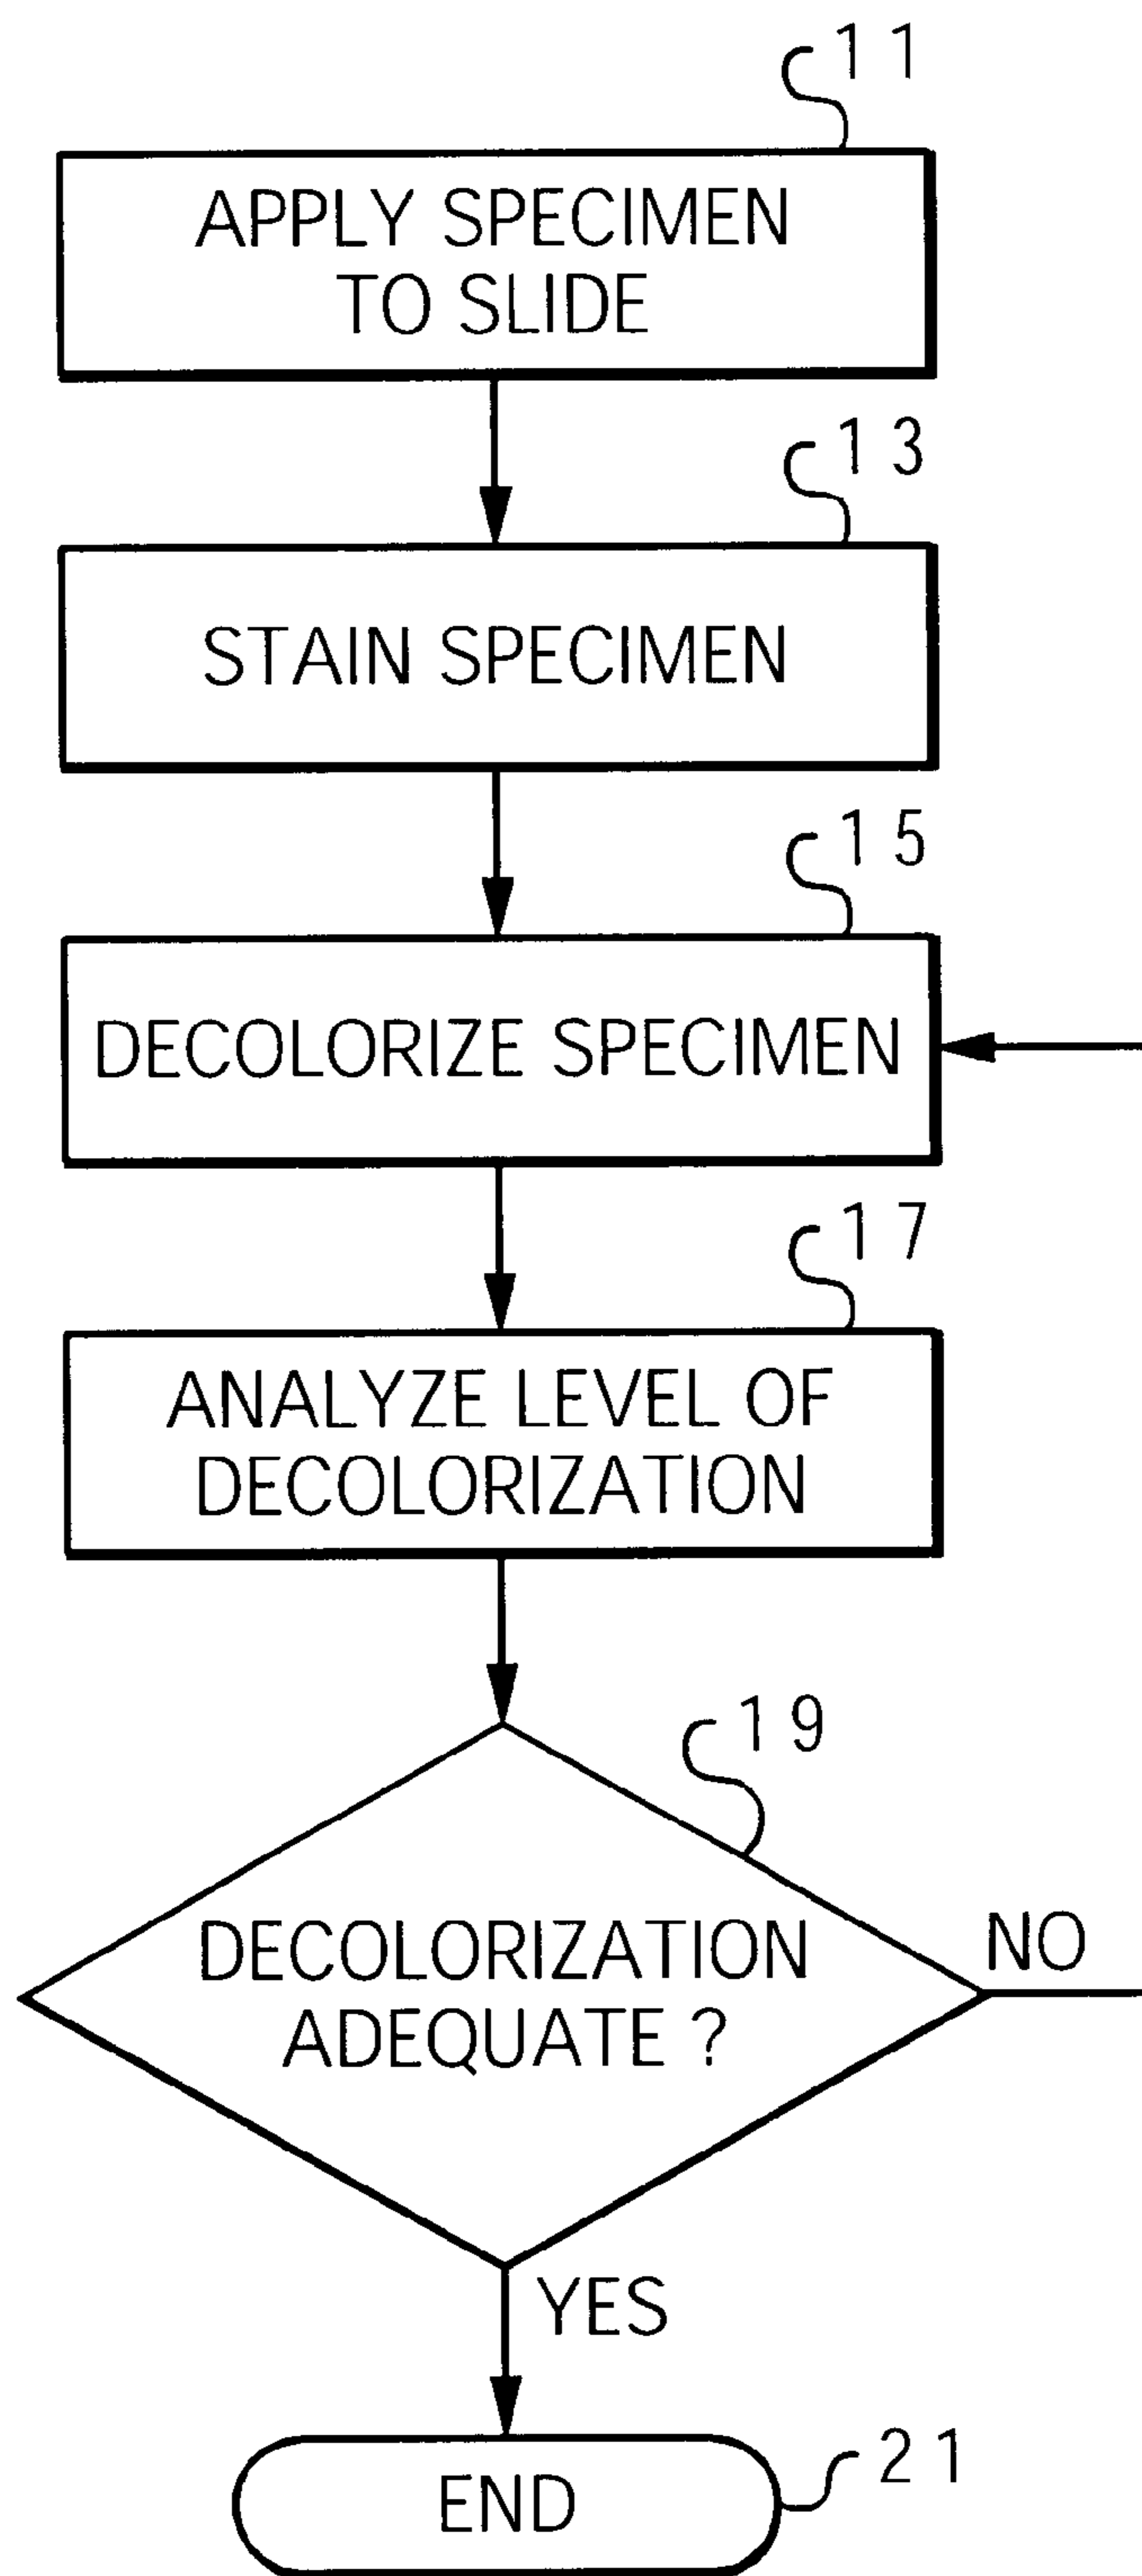 11
APPLY SPECIMEN
TO SLIDE
13
STAIN SPECIMEN
15
DECOLORIZE SPECIMEN
17
ANALYZE LEVEL OF
DECOLORIZATION
19
DECOLORIZATION
ADEQUATE ?
NO
YES
END
21